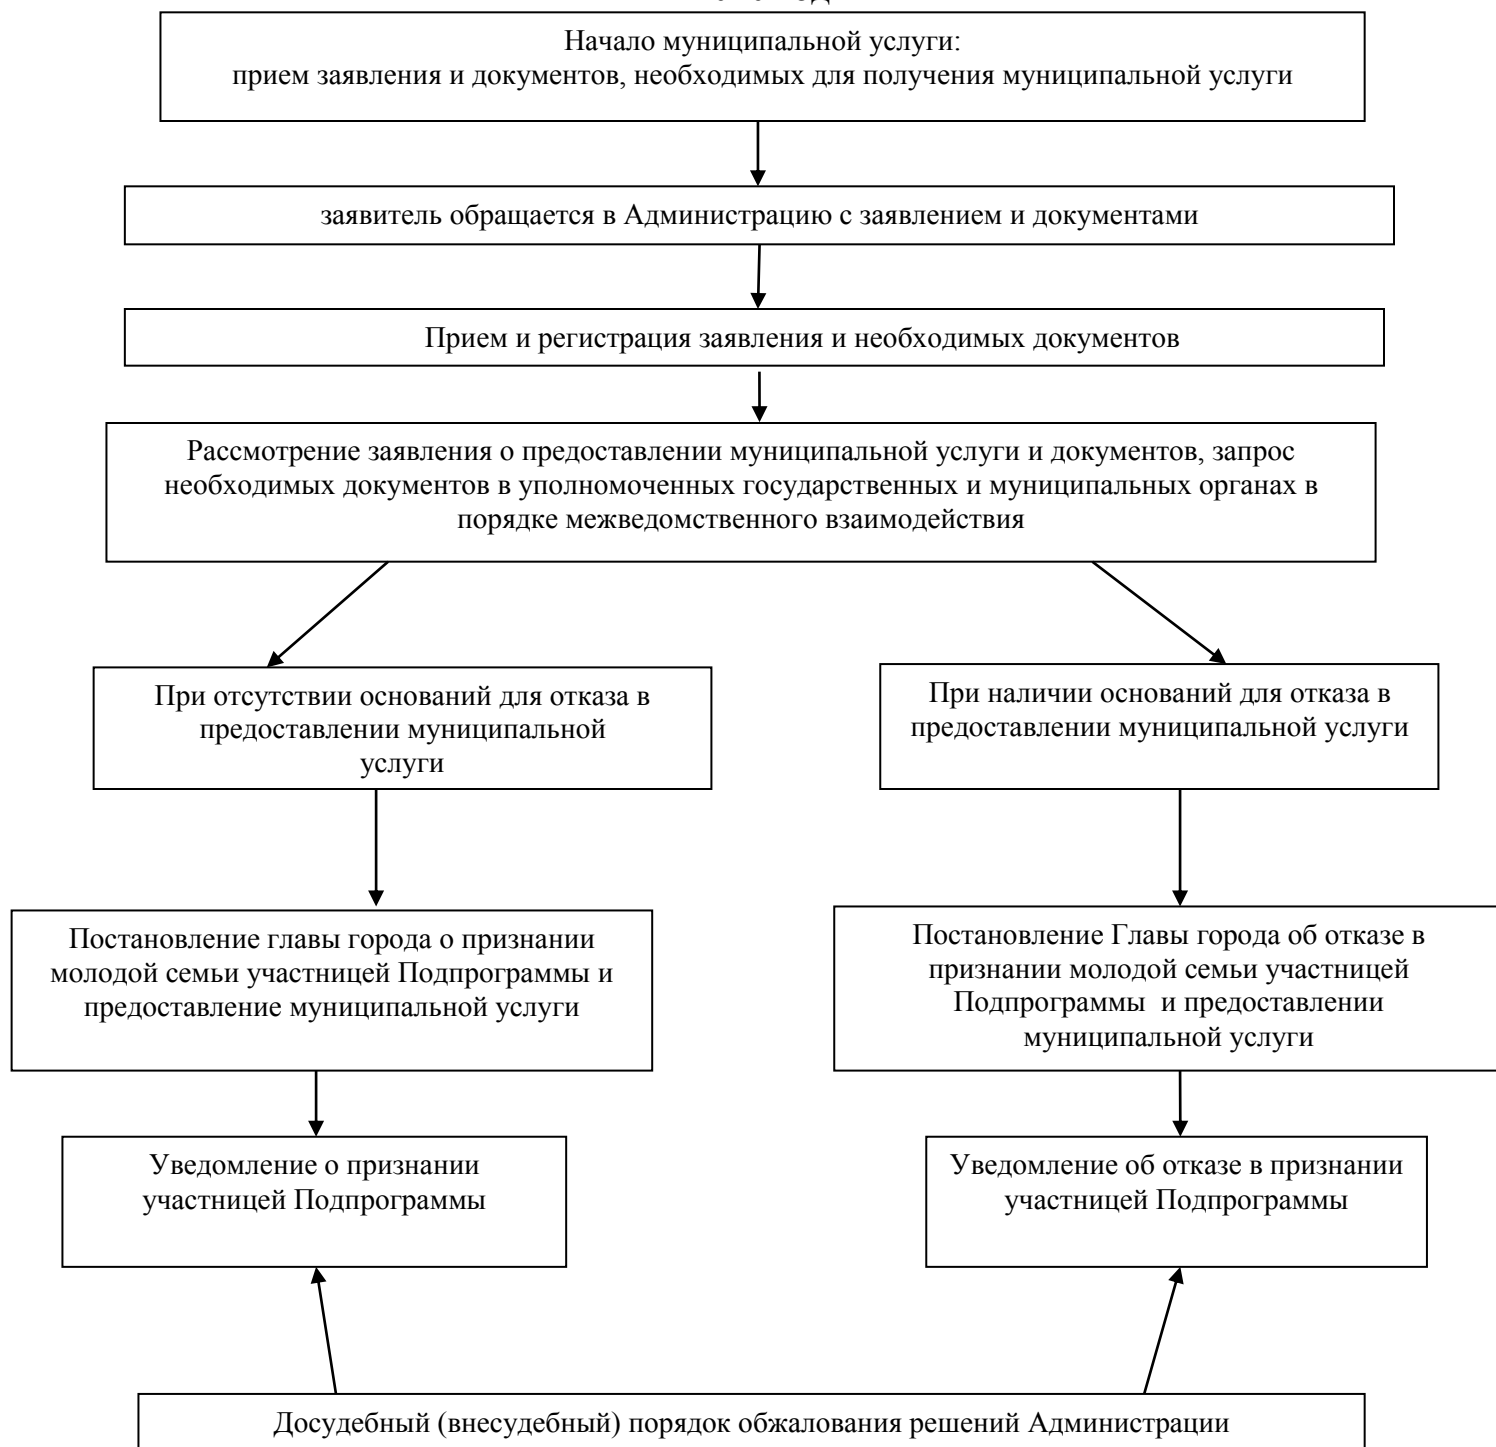 Начало муниципальной услуги:
прием заявления и документов, необходимых для получения муниципальной услуги
заявитель обращается в Администрацию с заявлением и документами
Прием и регистрация заявления и необходимых документов
Рассмотрение заявления о предоставлении муниципальной услуги и документов, запрос
необходимых документов в уполномоченных государственных и муниципальных органах в
порядке межведомственного взаимодействия
При отсутствии оснований для отказа в
предоставлении муниципальной
услуги
При наличии оснований для отказа в
предоставлении муниципальной услуги
Постановление главы города о признании
молодой семьи участницей Подпрограммы и
предоставление муниципальной услуги
Постановление Главы города об отказе в
признании молодой семьи участницей
Подпрограммы  и предоставлении
муниципальной услуги
Уведомление о признании
участницей Подпрограммы
Уведомление об отказе в признании
участницей Подпрограммы
Досудебный (внесудебный) порядок обжалования решений Администрации